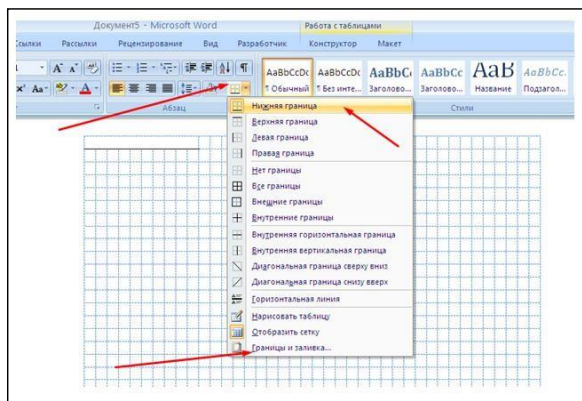 Документ5 - Microsoft Word
Работа с таблицами
Ссылки Рассылки Рецензирование Вид Разработчик Конструктор Макет
AaBbCcDc AaBbCcDc AaBbC AaBbCc АаВ AaBbCc.
¶ Обычный ¶ Без инте... Заголово... Заголово... Название Подзагол...
Абзац Стили
Нижняя граница
Верхняя граница
Левая граница
Правая граница
Нет границы
Все границы
Внешние границы
Внутренние границы
Внутренняя горизонтальная граница
Внутренняя вертикальная граница
Диагональная граница сверху вниз
Диагональная граница снизу вверх
Горизонтальная линия
Нарисовать таблицу
Отобразить сетку
Границы и заливка...